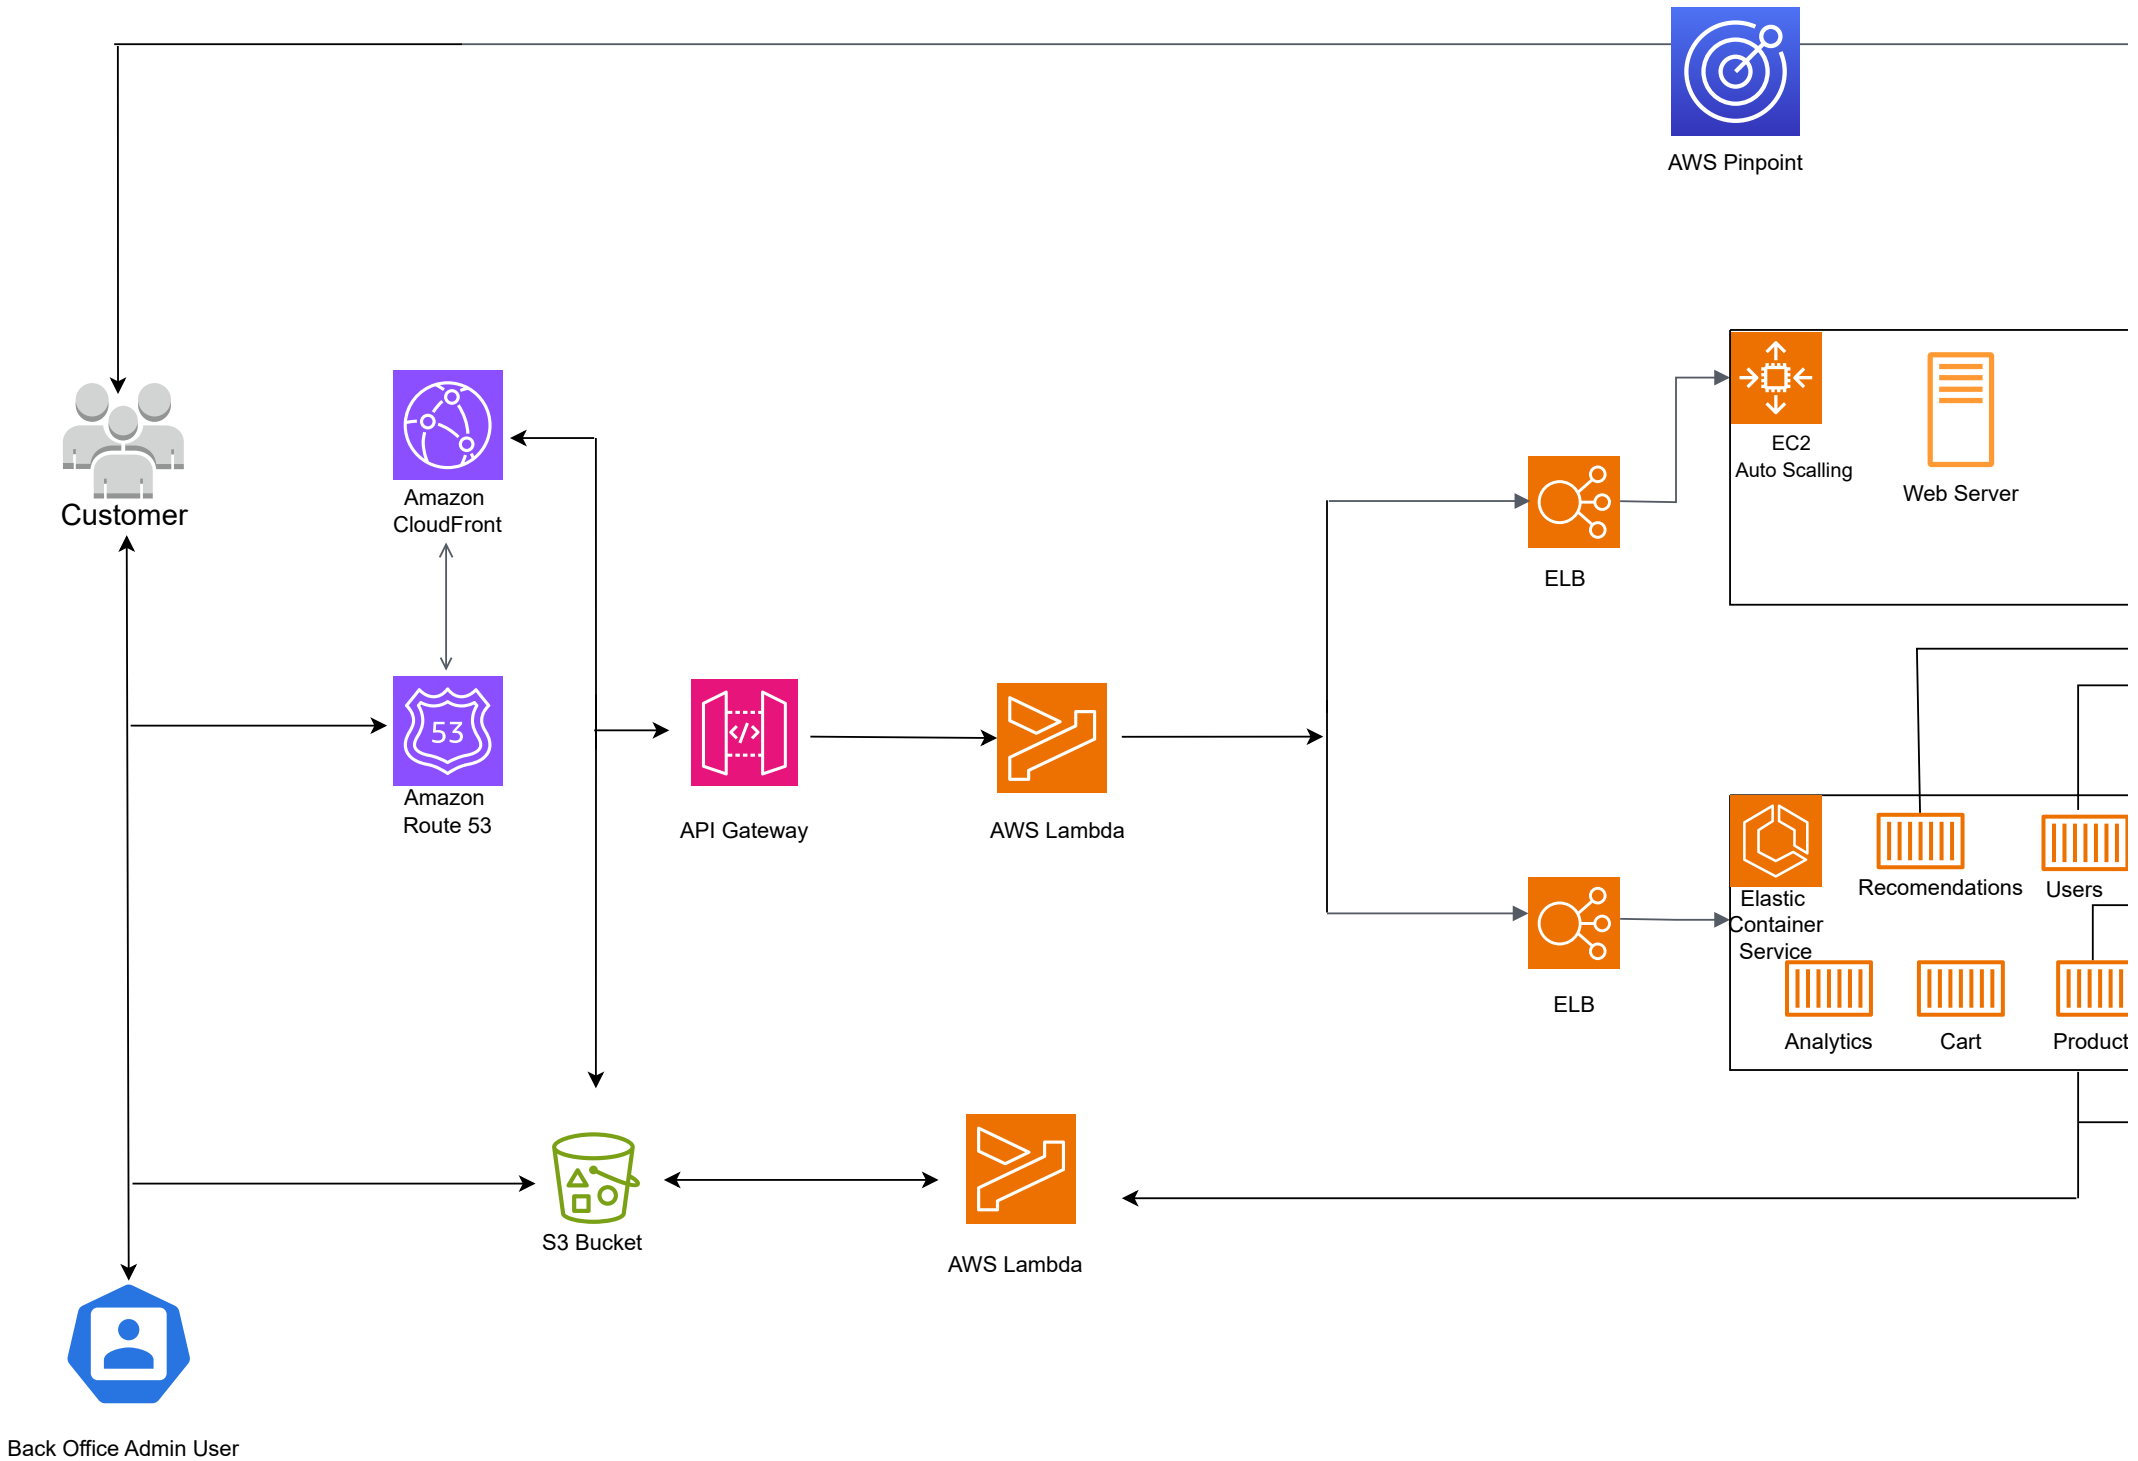 AWS Pinpoint
Customer
Amazon
CloudFront
EC2
Auto Scalling
Web Server
ELB
53
Amazon
Route 53
API Gateway
AWS Lambda
Elastic
Container
Service
Recomendations
Users
ELB
Analytics
Cart
Product
S3 Bucket
AWS Lambda
Back Office Admin User